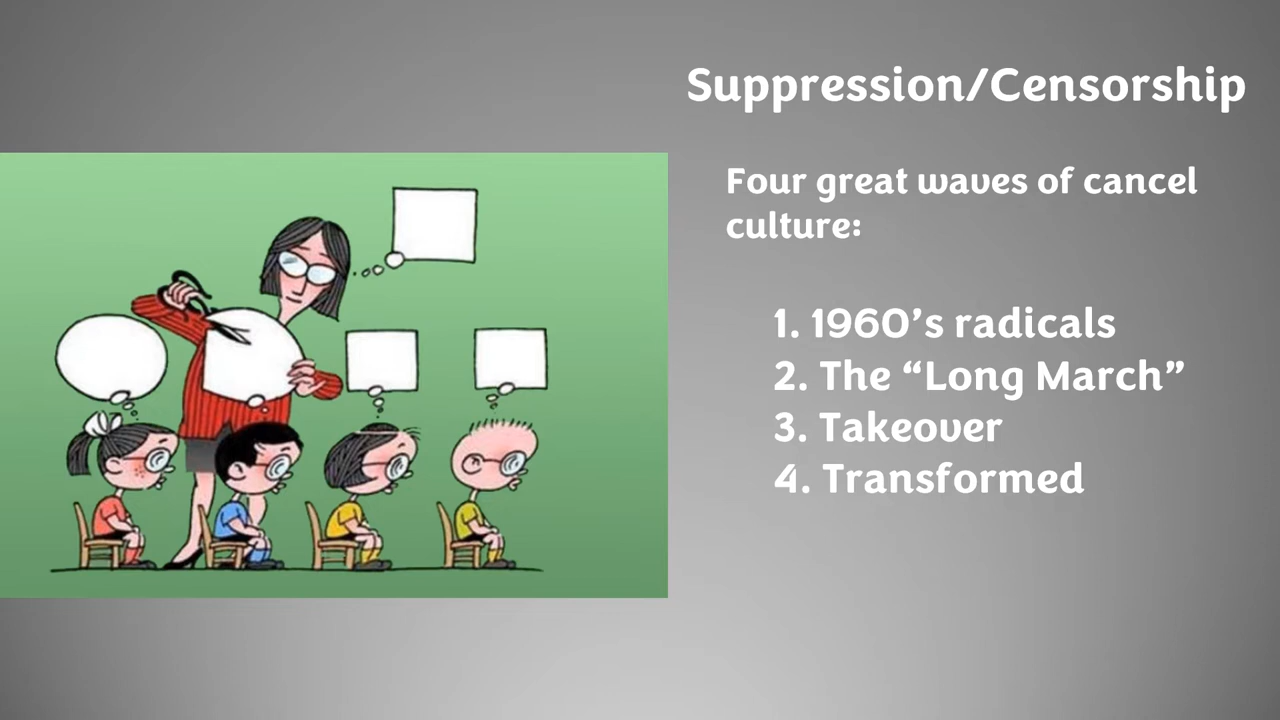 Suppression/Censorship
Four great waves of cancel
culture:
1. 1960’s radicals
2. The “Long March”
3. Takeover
4. Transformed